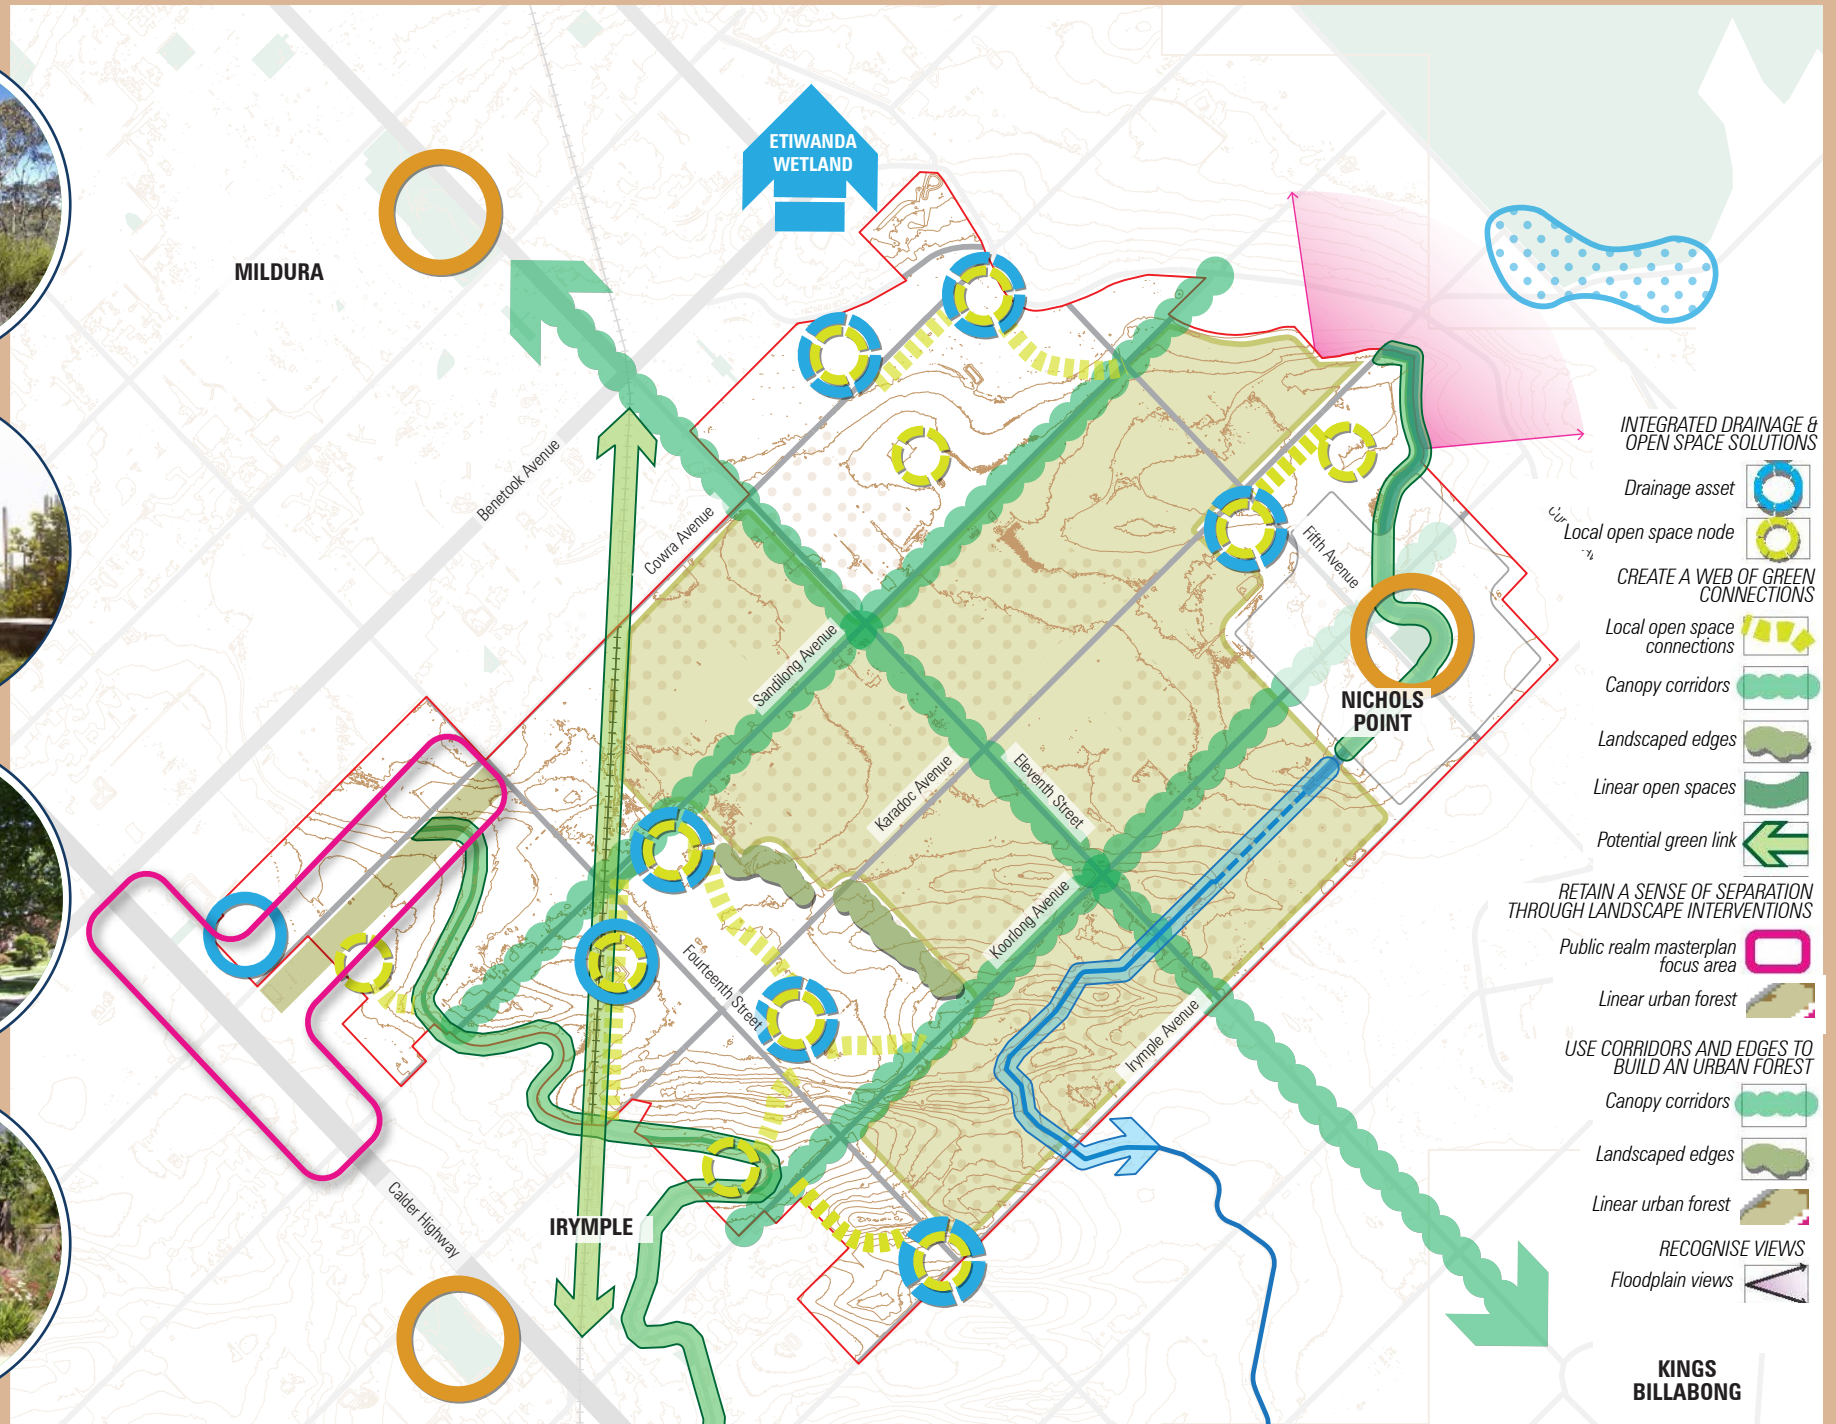 ETIWANDA
WETLAND
MILDURA
Benetook Avenue
Cowra Avenue
Sandilong Avenue
Karadoc Avenue
Eleventh Street
Fifth Avenue
NICHOLS
POINT
Koorlong Avenue
Fourteenth Street
Irymple Avenue
IRYMPLE
Calder Highway
KINGS
BILLABONG
INTEGRATED DRAINAGE &
OPEN SPACE SOLUTIONS
Drainage asset
Local open space node
CREATE A WEB OF GREEN
CONNECTIONS
Local open space
connections
Canopy corridors
Landscaped edges
Linear open spaces
Potential green link
RETAIN A SENSE OF SEPARATION
THROUGH LANDSCAPE INTERVENTIONS
Public realm masterplan
focus area
Linear urban forest
USE CORRIDORS AND EDGES TO
BUILD AN URBAN FOREST
Canopy corridors
Landscaped edges
Linear urban forest
RECOGNISE VIEWS
Floodplain views